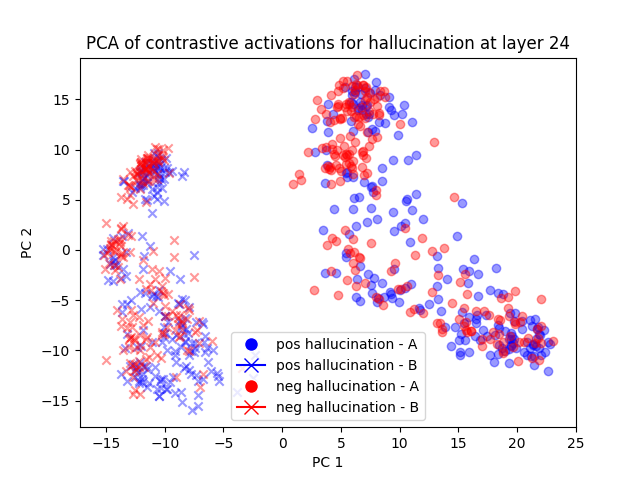 PCA of contrastive activations for hallucination at layer 24
PC 2
15
10
5
0
−5
−10
−15
pos hallucination - A
pos hallucination - B
neg hallucination - A
neg hallucination - B
−15 −10 −5 0 5 10 15 20 25
PC 1